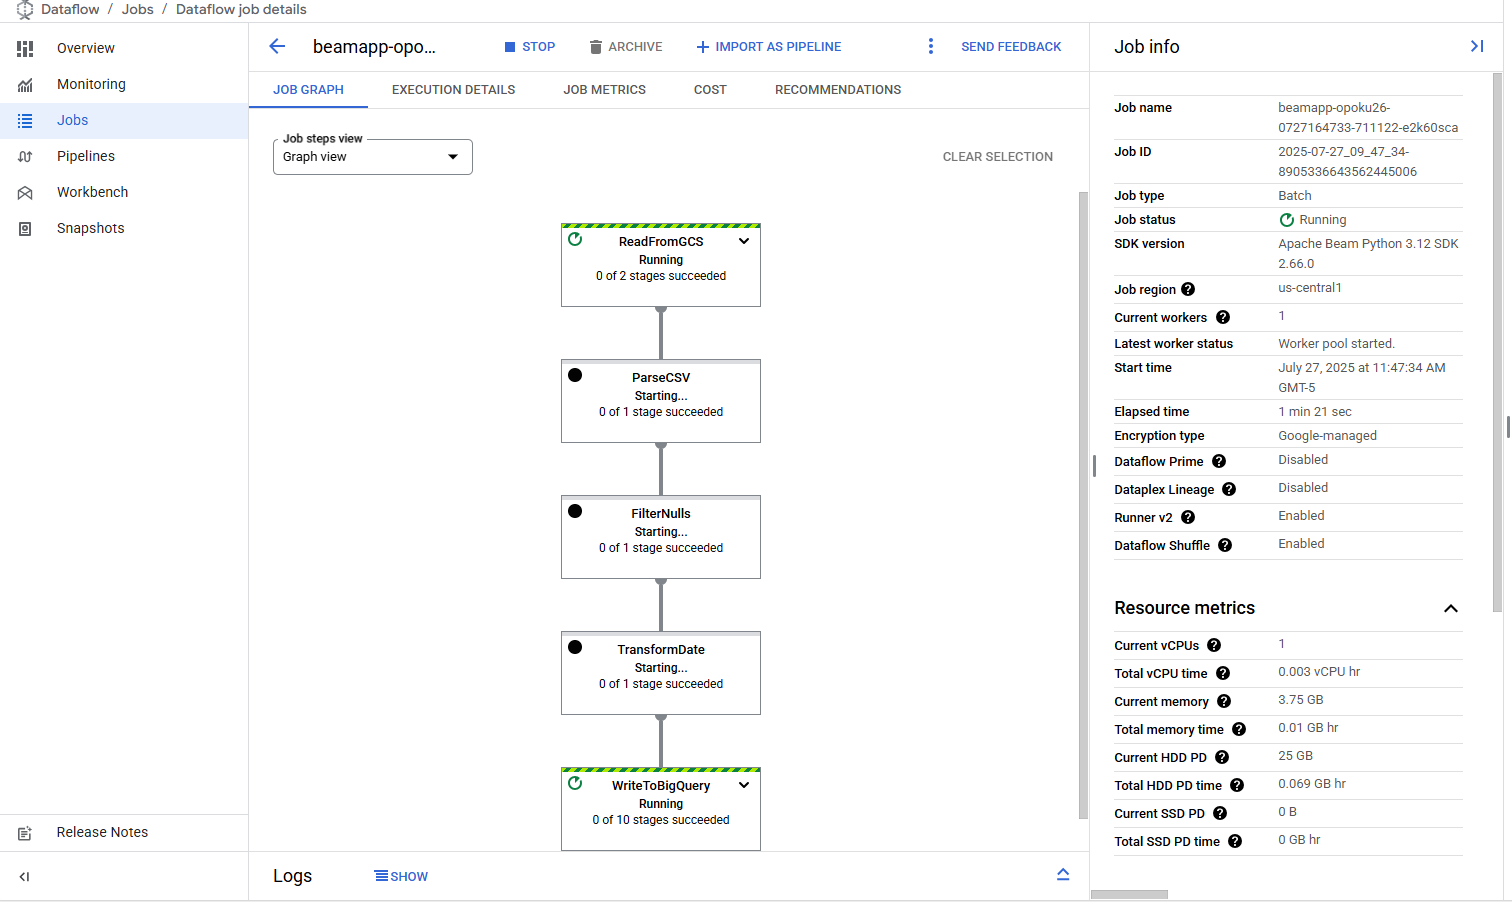 Dataflow / Jobs / Dataflow job details
Overview
Monitoring
Jobs
Pipelines
Workbench
Snapshots
Release Notes
beamapp-opo...
STOP
ARCHIVE
IMPORT AS PIPELINE
SEND FEEDBACK
JOB GRAPH
EXECUTION DETAILS
JOB METRICS
COST
RECOMMENDATIONS
Job steps view
Graph view
CLEAR SELECTION
ReadFromGCS
Running
0 of 2 stages succeeded
ParseCSV
Starting...
0 of 1 stage succeeded
FilterNulls
Starting...
0 of 1 stage succeeded
TransformDate
Starting...
0 of 1 stage succeeded
WriteToBigQuery
Running
0 of 10 stages succeeded
Logs
SHOW
Job info
Job name beamapp-opoku26-
0727164733-711122-e2k60sca
Job ID 2025-07-27_09_47_34-
8905336643562445006
Job type Batch
Job status Running
SDK version Apache Beam Python 3.12 SDK
2.66.0
Job region us-central1
Current workers 1
Latest worker status Worker pool started.
Start time July 27, 2025 at 11:47:34 AM
GMT-5
Elapsed time 1 min 21 sec
Encryption type Google-managed
Dataflow Prime Disabled
Dataplex Lineage Disabled
Runner v2 Enabled
Dataflow Shuffle Enabled
Resource metrics
Current vCPUs 1
Total vCPU time 0.003 vCPU hr
Current memory 3.75 GB
Total memory time 0.01 GB hr
Current HDD PD 25 GB
Total HDD PD time 0.069 GB hr
Current SSD PD 0 B
Total SSD PD time 0 GB hr